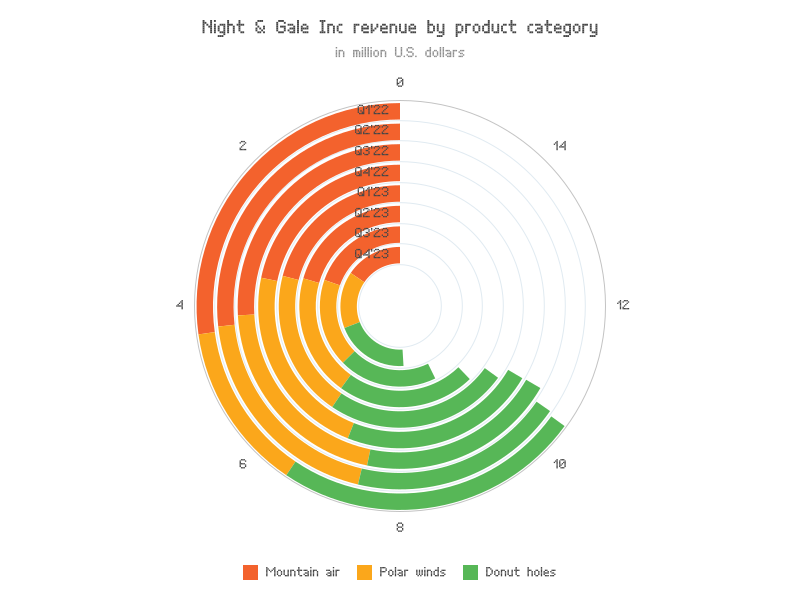 Night & Gale Inc revenue by product category
in million U.S. dollars
0
2
14
Q1'22
Q2'22
Q3'22
Q4'22
Q1'23
Q2'23
Q3'23
Q4'23
4
12
6
10
8
Mountain air
Polar winds
Donut holes